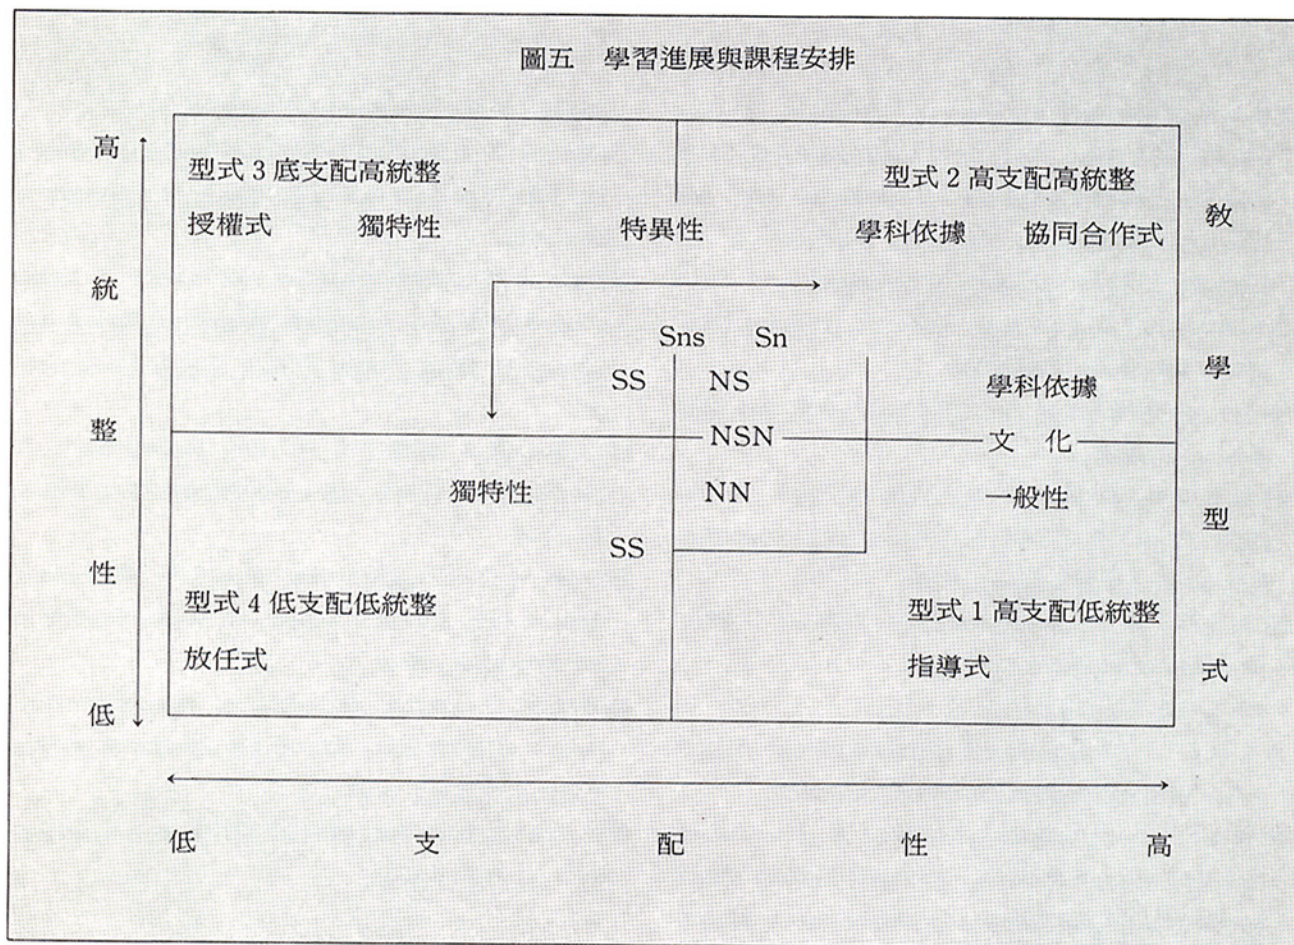 圖五 學習進展與課程安排
高統整性低
型式 3 底支配高統整
授權式 獨特性
特異性
型式 2 高支配高統整
學科依據 協同合作式
Sns Sn
SS NS
NSN
NN
SS
學科依據
文 化
一般性
獨特性
型式 4 低支配低統整
放任式
型式 1 高支配低統整
指導式
教學型式
低 支 配 性 高